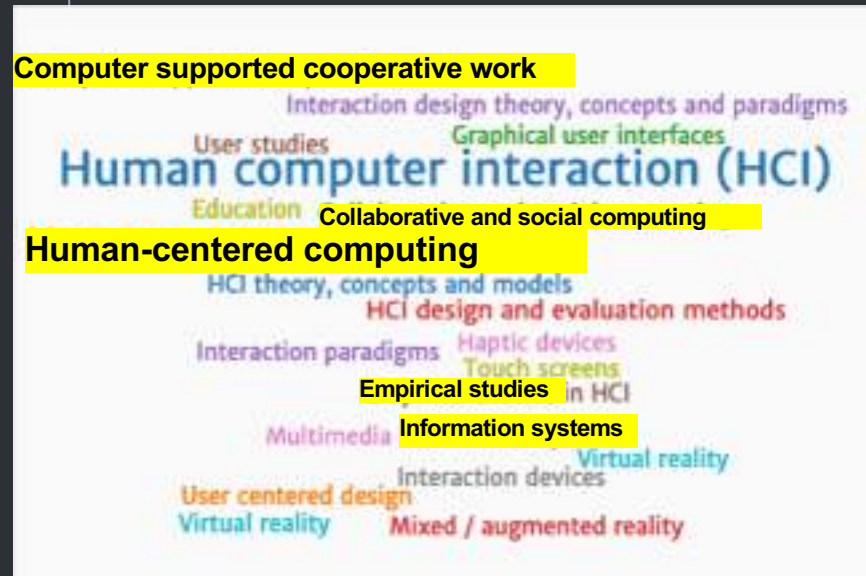 Computer supported cooperative work
Interaction design theory, concepts and paradigms
User studies
Graphical user interfaces
Human computer interaction (HCI)
Education
Collaborative and social computing
Human-centered computing
HCI theory, concepts and models
HCI design and evaluation methods
Interaction paradigms
Haptic devices
Touch screens
Empirical studies in HCI
Multimedia
Information systems
Virtual reality
Interaction devices
User centered design
Virtual reality
Mixed / augmented reality